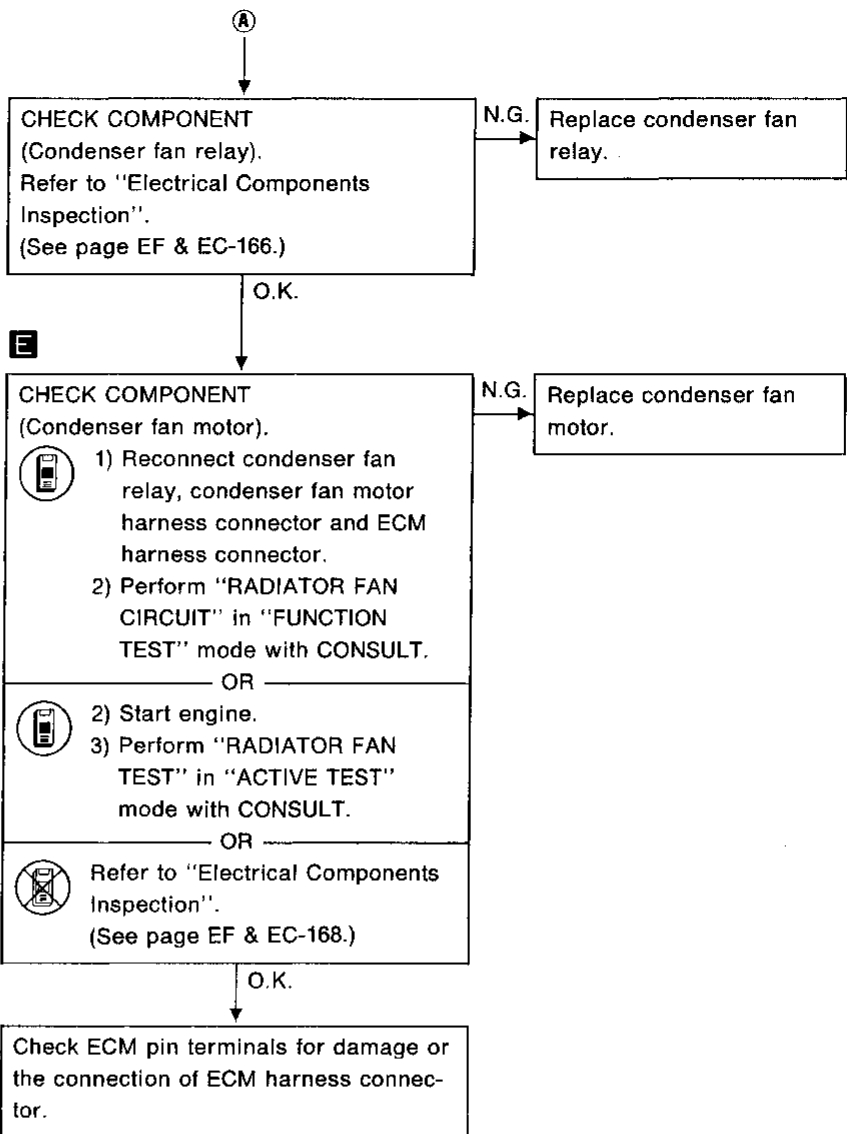 A
CHECK COMPONENT
(Condenser fan relay).
Refer to "Electrical Components
Inspection".
(See page EF & EC-166.)
N.G.
Replace condenser fan
relay.
O.K.
E
CHECK COMPONENT
(Condenser fan motor).
1) Reconnect condenser fan
relay, condenser fan motor
harness connector and ECM
harness connector.
2) Perform "RADIATOR FAN
CIRCUIT" in "FUNCTION
TEST" mode with CONSULT.
OR
2) Start engine.
3) Perform "RADIATOR FAN
TEST" in "ACTIVE TEST"
mode with CONSULT.
OR
Refer to "Electrical Components
Inspection".
(See page EF & EC-168.)
N.G.
Replace condenser fan
motor.
O.K.
Check ECM pin terminals for damage or
the connection of ECM harness connec-
tor.